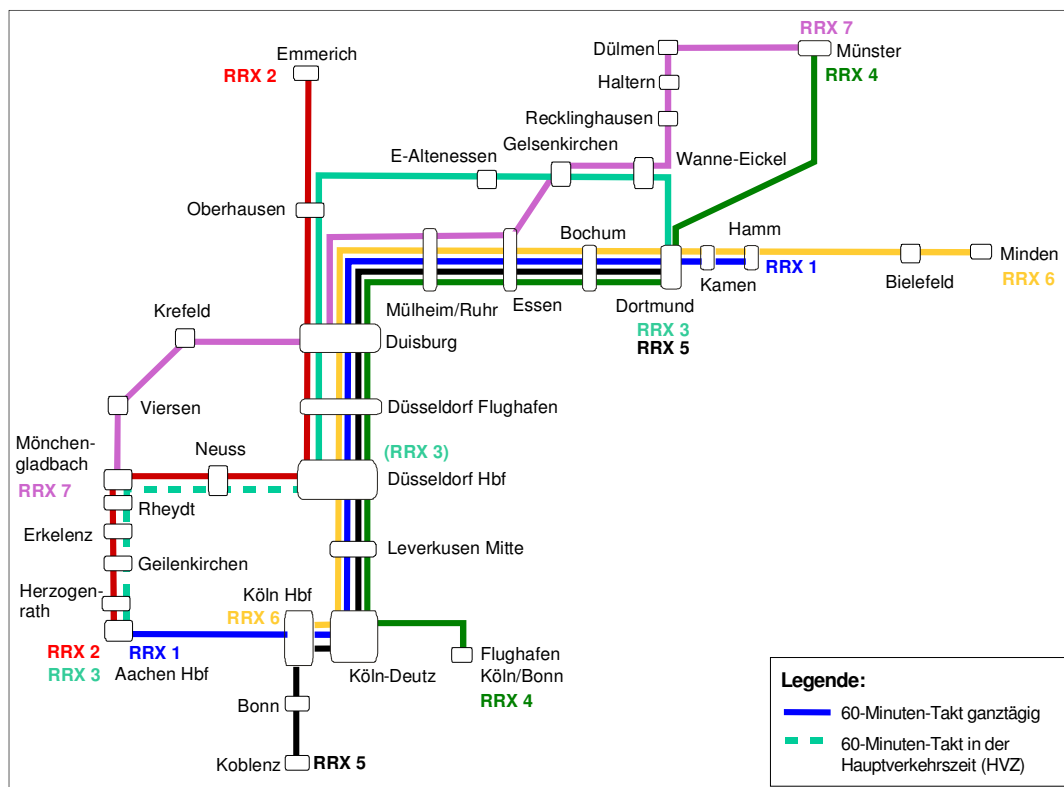 RRX 7
Dülmen
Münster
Emmerich
RRX 2
RRX 4
Haltern
Recklinghausen
Gelsenkirchen
E-Altenessen
Wanne-Eickel
Oberhausen
Bochum
Hamm
Minden
RRX 1
RRX 6
Kamen
Bielefeld
Mülheim/Ruhr
Essen
Dortmund
RRX 3
RRX 5
Krefeld
Duisburg
Viersen
Düsseldorf Flughafen
Mönchen-
gladbach
RRX 7
Neuss
(RRX 3)
Düsseldorf Hbf
Rheydt
Erkelenz
Geilenkirchen
Leverkusen Mitte
Herzogen-
rath
Köln Hbf
RRX 6
RRX 2
RRX 1
RRX 3
Aachen Hbf
Köln-Deutz
Flughafen
Köln/Bonn
RRX 4
Bonn
Koblenz
RRX 5
Legende:
60-Minuten-Takt ganztägig
60-Minuten-Takt in der
Hauptverkehrszeit (HVZ)